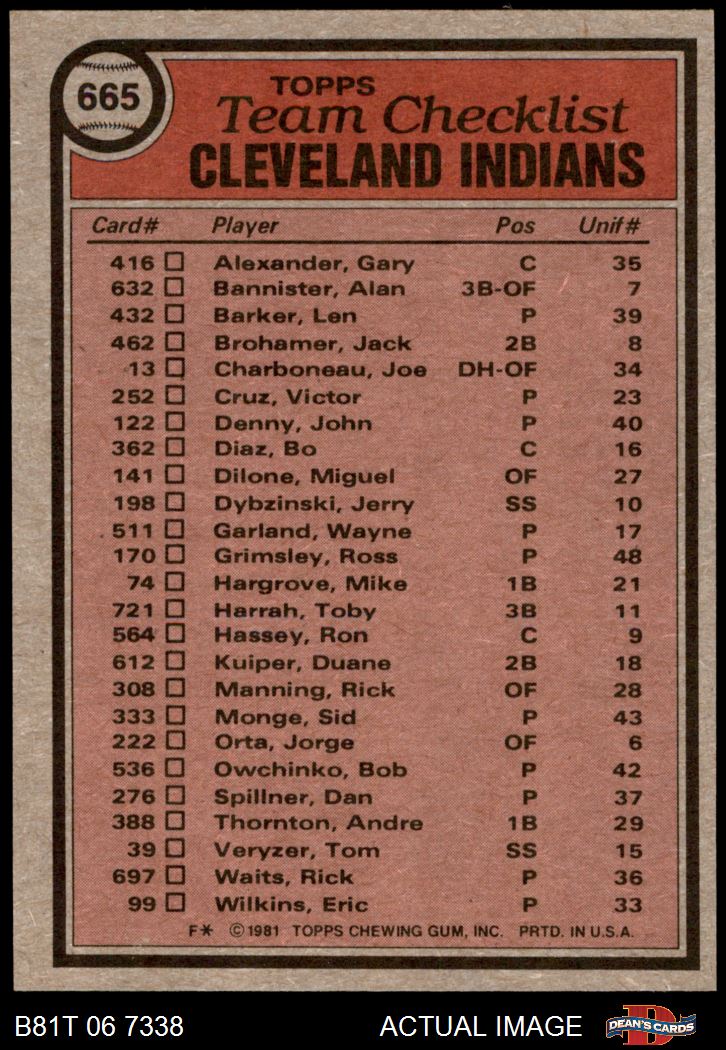 665
TOPPS
Team Checklist
CLEVELAND INDIANS
Card# Player Pos Unif#
416 Alexander, Gary C 35
632 Bannister, Alan 3B-OF 7
432 Barker, Len P 39
462 Brohamer, Jack 2B 8
13 Charboneau, Joe DH-OF 34
252 Cruz, Victor P 23
122 Denny, John P 40
362 Diaz, Bo C 16
141 Dilone, Miguel OF 27
198 Dybzinski, Jerry SS 10
511 Garland, Wayne P 17
170 Grimsley, Ross P 48
74 Hargrove, Mike 1B 21
721 Harrah, Toby 3B 11
564 Hassey, Ron C 9
612 Kuiper, Duane 2B 18
308 Manning, Rick OF 28
333 Monge, Sid P 43
222 Orta, Jorge OF 6
536 Owchinko, Bob P 42
276 Spillner, Dan P 37
388 Thornton, Andre 1B 29
39 Veryzer, Tom SS 15
697 Waits, Rick P 36
99 Wilkins, Eric P 33
F* ©1981 TOPPS CHEWING GUM, INC. PRTD. IN U.S.A.
B81T 06 7338 ACTUAL IMAGE D DEAN'S CARDS